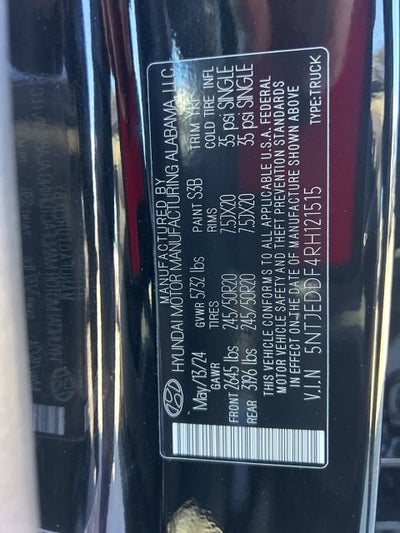 MANUFACTURED BY
HYUNDAI MOTOR MANUFACTURING ALABAMA, LLC
May/13/24 GVWR 5732 lbs PAINT S3B TRIM YRT
GAWR TIRES RIMS COLD TIRE INFL
FRONT 2645 lbs 245/50R20 7.5JX20 35 psi SINGLE
REAR 3196 lbs 245/50R20 7.5JX20 35 psi SINGLE
THIS VEHICLE CONFORMS TO ALL APPLICABLE U.S.A. FEDERAL
MOTOR VEHICLE SAFETY AND THEFT PREVENTION STANDARDS
IN EFFECT ON THE DATE OF MANUFACTURE SHOWN ABOVE
V.I.N 5NTJEDDF4RH121515 TYPE:TRUCK